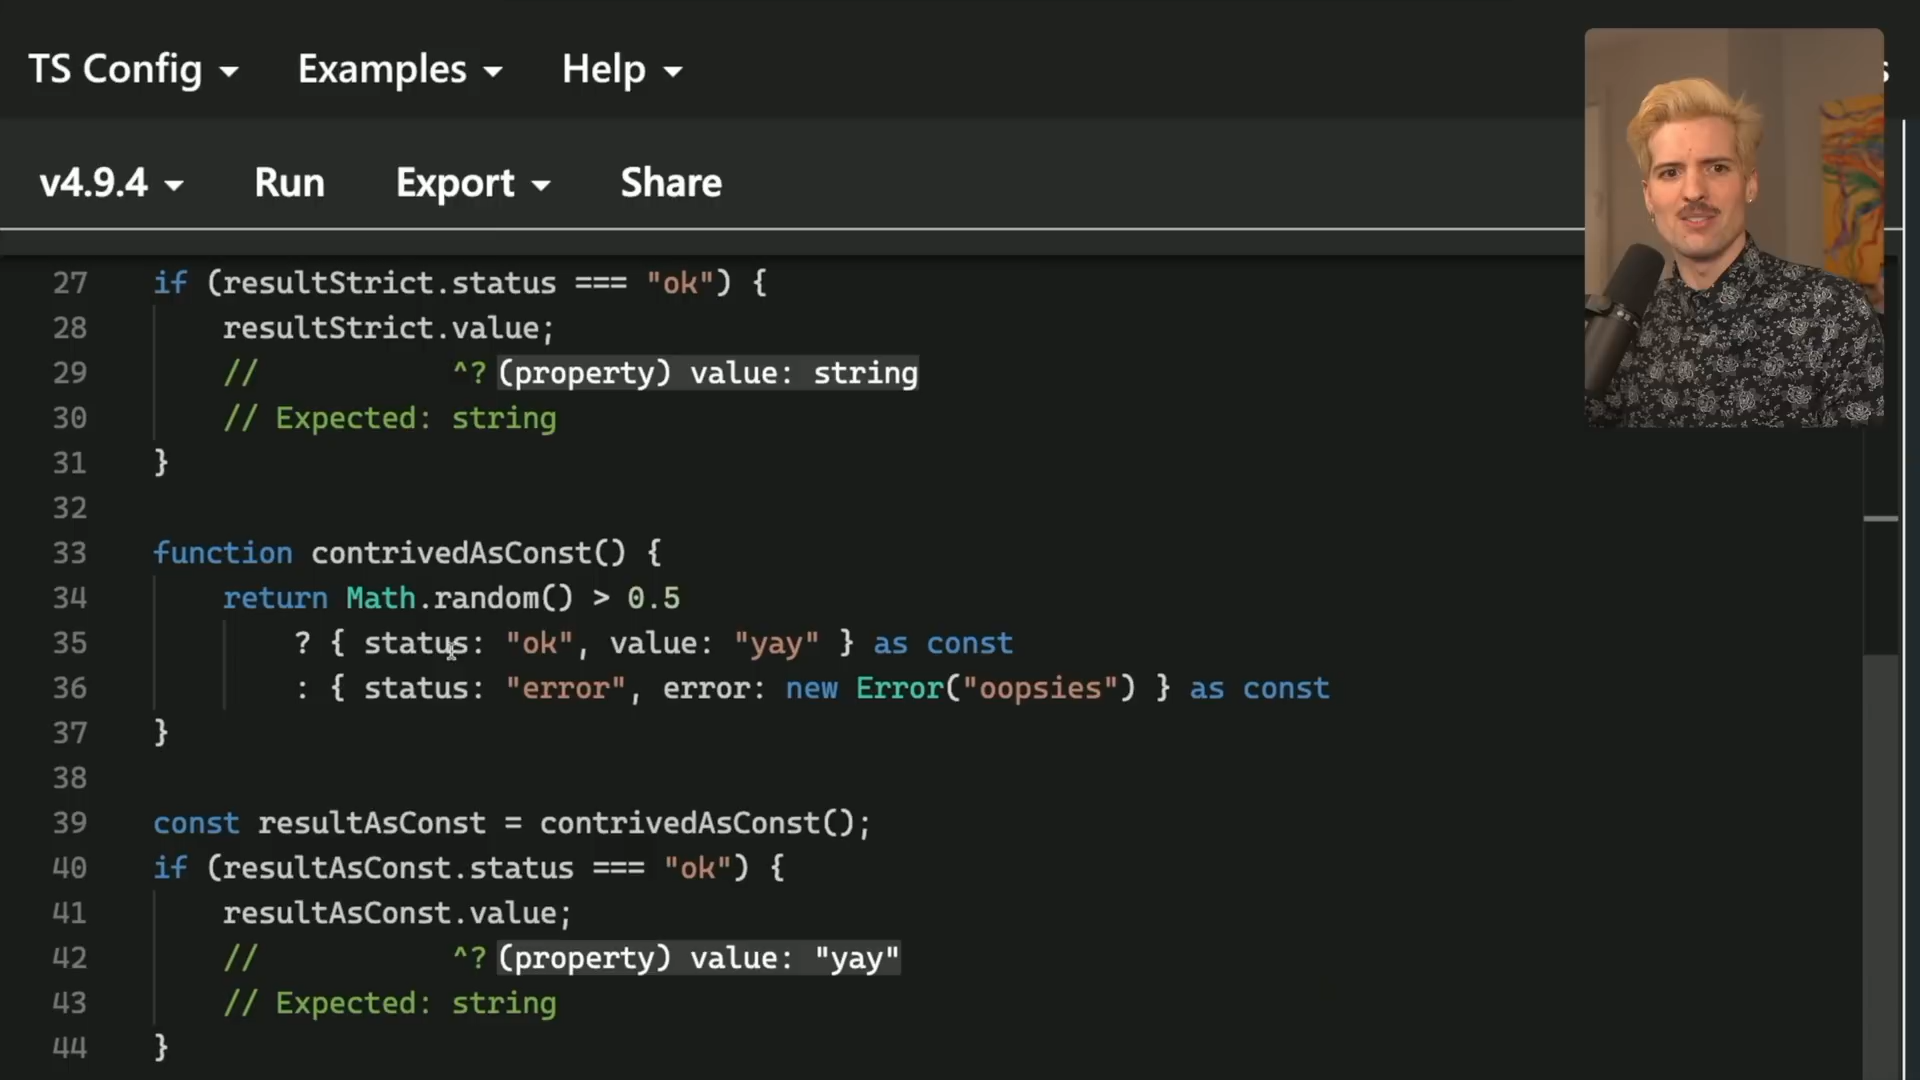 TS Config Examples Help s
v4.9.4 Run Export Share
27 if (resultStrict.status === "ok") {
28 resultStrict.value;
29 // ^? (property) value: string
30 // Expected: string
31 }
32
33 function contrivedAsConst() {
34 return Math.random() > 0.5
35 ? { status: "ok", value: "yay" } as const
36 : { status: "error", error: new Error("oopsies") } as const
37 }
38
39 const resultAsConst = contrivedAsConst();
40 if (resultAsConst.status === "ok") {
41 resultAsConst.value;
42 // ^? (property) value: "yay"
43 // Expected: string
44 }